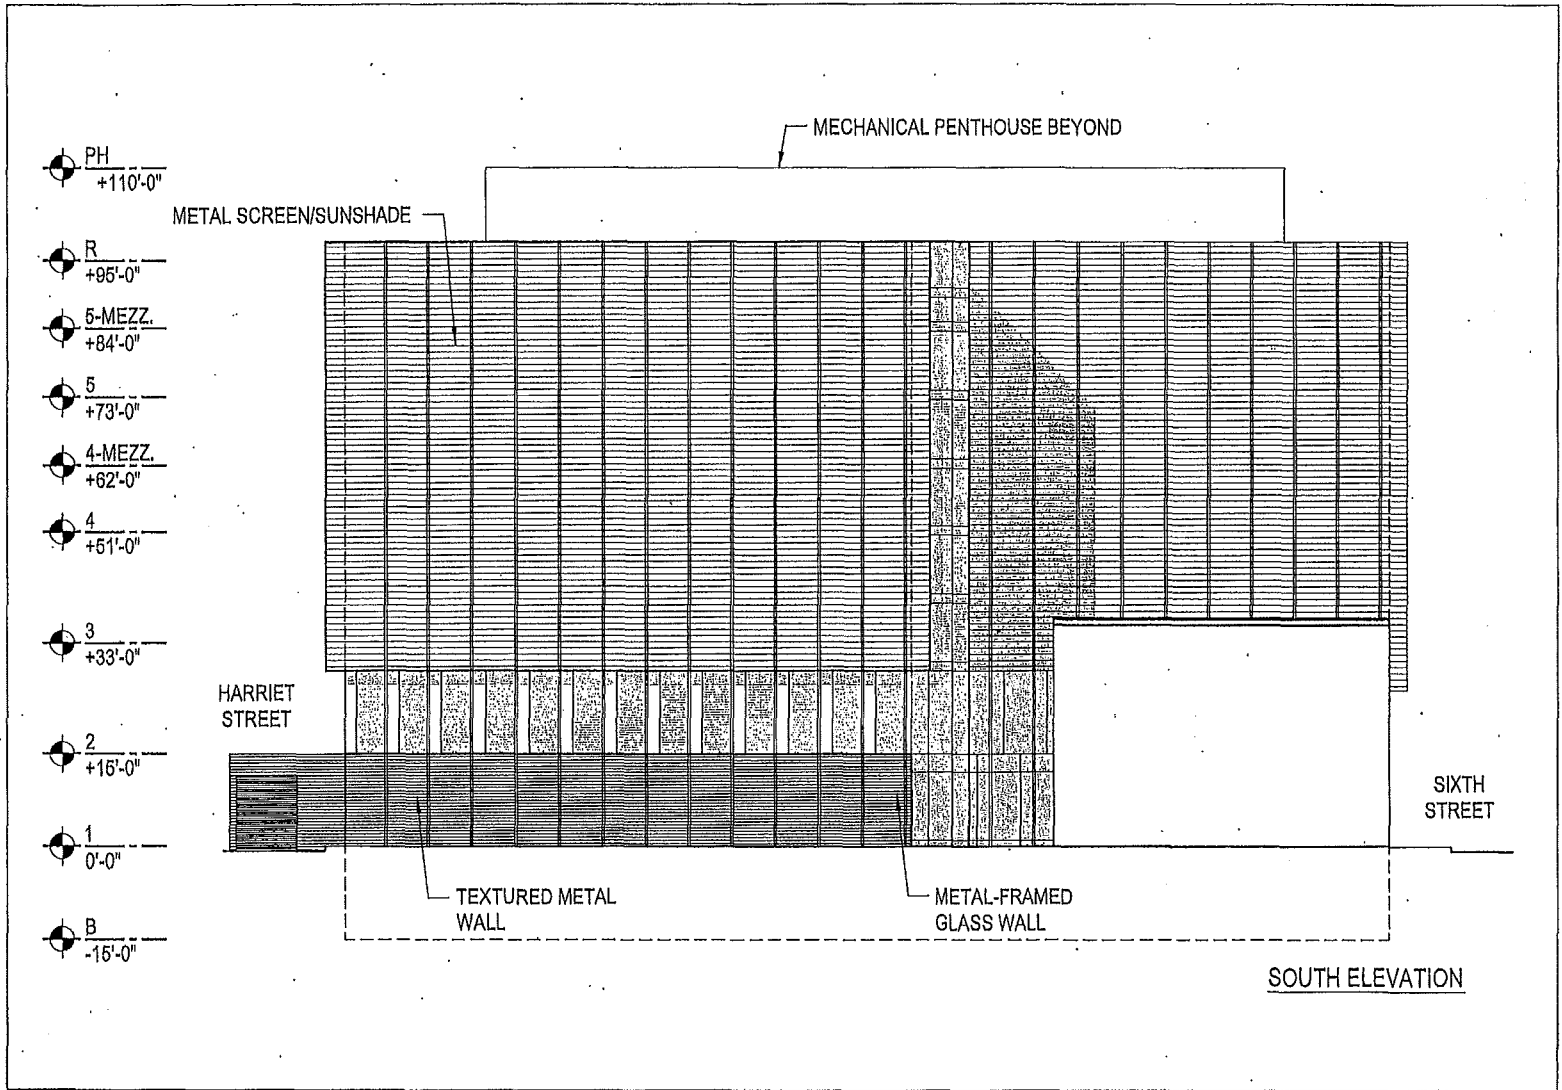 MECHANICAL PENTHOUSE BEYOND
PH
+110'-0"
METAL SCREEN/SUNSHADE
R
+95'-0"
5-MEZZ.
+84'-0"
5
+73'-0"
4-MEZZ.
+62'-0"
4
+51'-0"
3
+33'-0"
HARRIET
STREET
2
+15'-0"
SIXTH
STREET
1
0'-0"
TEXTURED METAL
WALL
METAL-FRAMED
GLASS WALL
B
-15'-0"
SOUTH ELEVATION